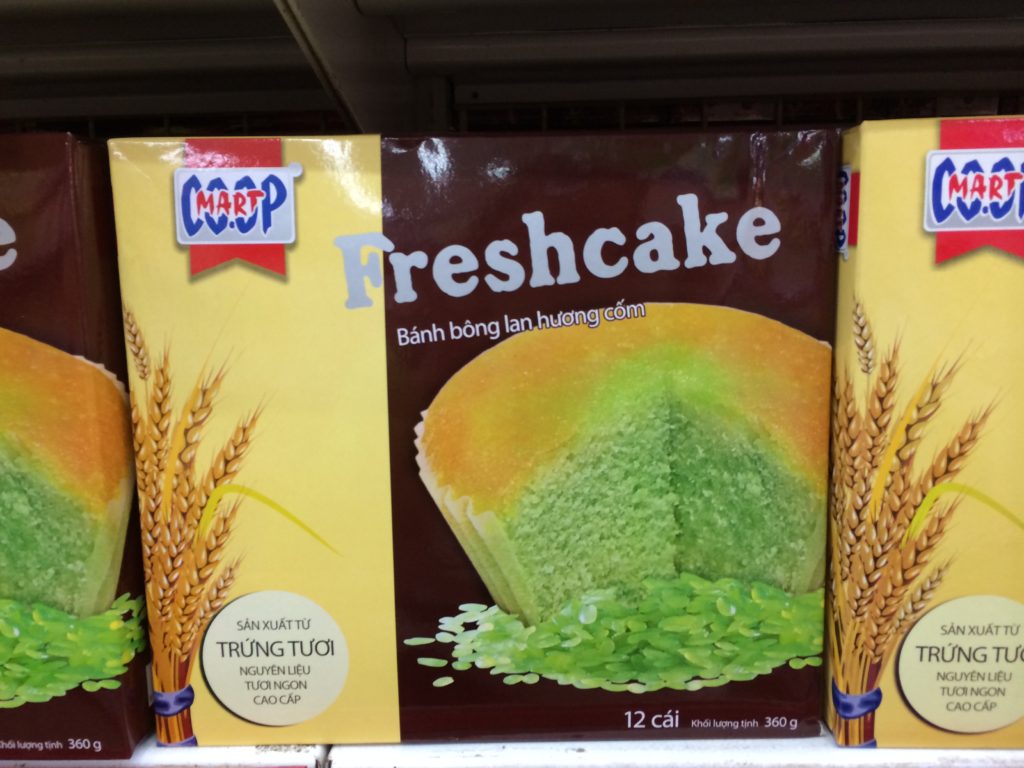 CO.OP
MART
Freshcake
Bánh bông lan hương cốm
SẢN XUẤT TỪ
TRỨNG TƯƠI
NGUYÊN LIỆU
TƯƠI NGON
CAO CẤP
12 cái Khối lượng tịnh 360 g
e
Khối lượng tịnh 360 g
CO.OP
MART
SẢN XUẤT TỪ
TRỨNG TƯƠ
NGUYÊN LIỆU
TƯƠI NGON
CAO CẤP